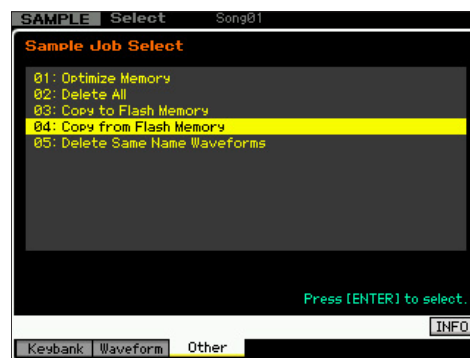 SAMPLE Select Song01
Sample Job Select
01: Optimize Memory
02: Delete All
03: Copy to Flash Memory
04: Copy from Flash Memory
05: Delete Same Name Waveforms
Press [ENTER] to select.
INFO
Keybank Waveform Other